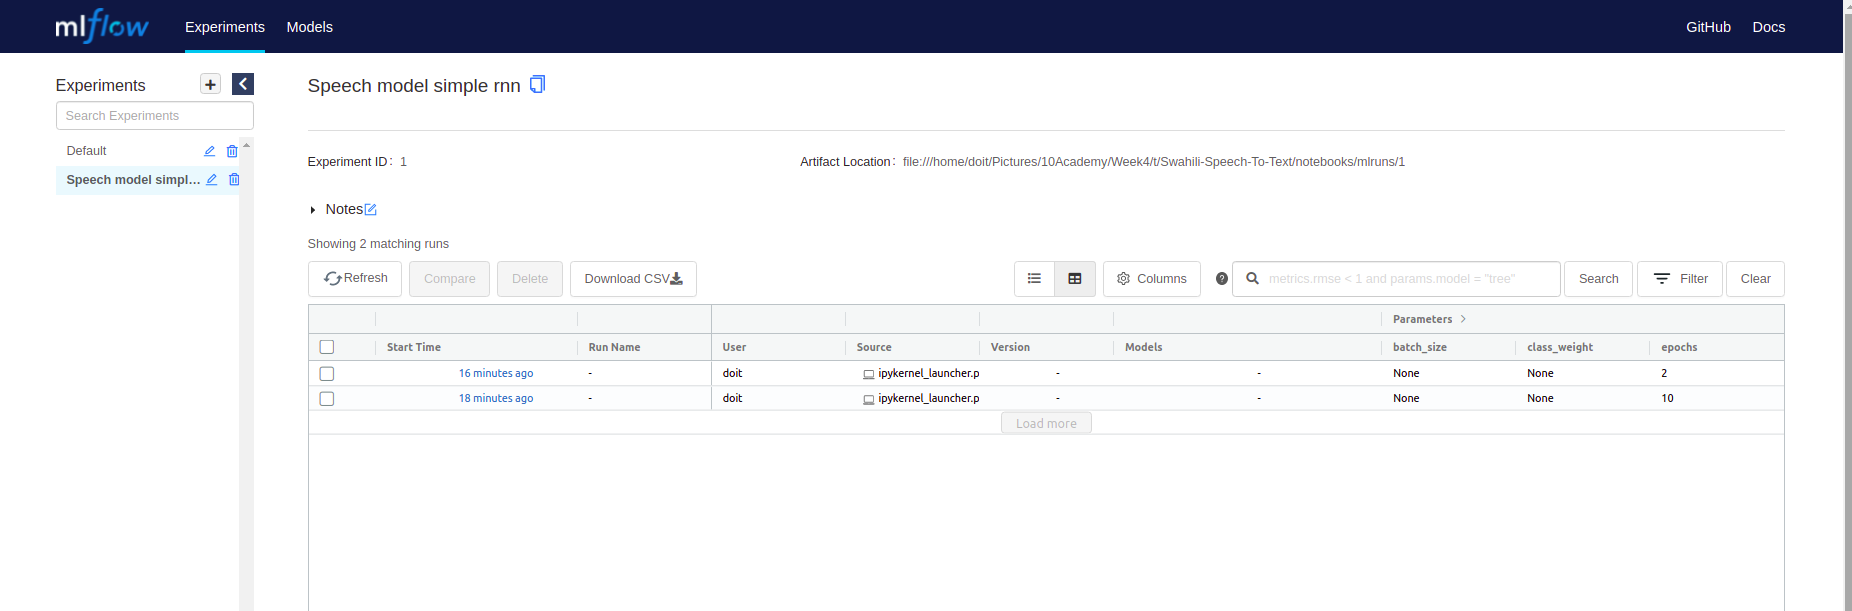 mlflow Experiments Models GitHub Docs
Experiments
Search Experiments
Default
Speech model simpl...
Speech model simple rnn
Experiment ID: 1 Artifact Location: file:///home/doit/Pictures/10Academy/Week4/t/Swahili-Speech-To-Text/notebooks/mlruns/1
Notes
Showing 2 matching runs
Refresh Compare Delete Download CSV Columns metrics.rmse < 1 and params.model = "tree" Search Filter Clear
Parameters
Start Time Run Name User Source Version Models batch_size class_weight epochs
16 minutes ago - doit ipykernel_launcher.p - - None None 2
18 minutes ago - doit ipykernel_launcher.p - - None None 10
Load more